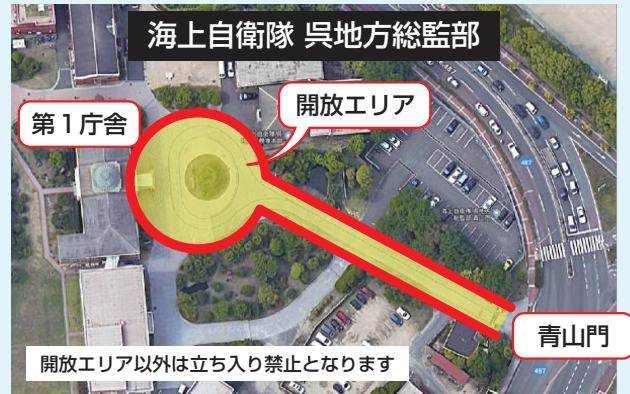 海上自衛隊 呉地方総監部
開放エリア
第1庁舎
487
青山門
487
開放エリア以外は立ち入り禁止となります